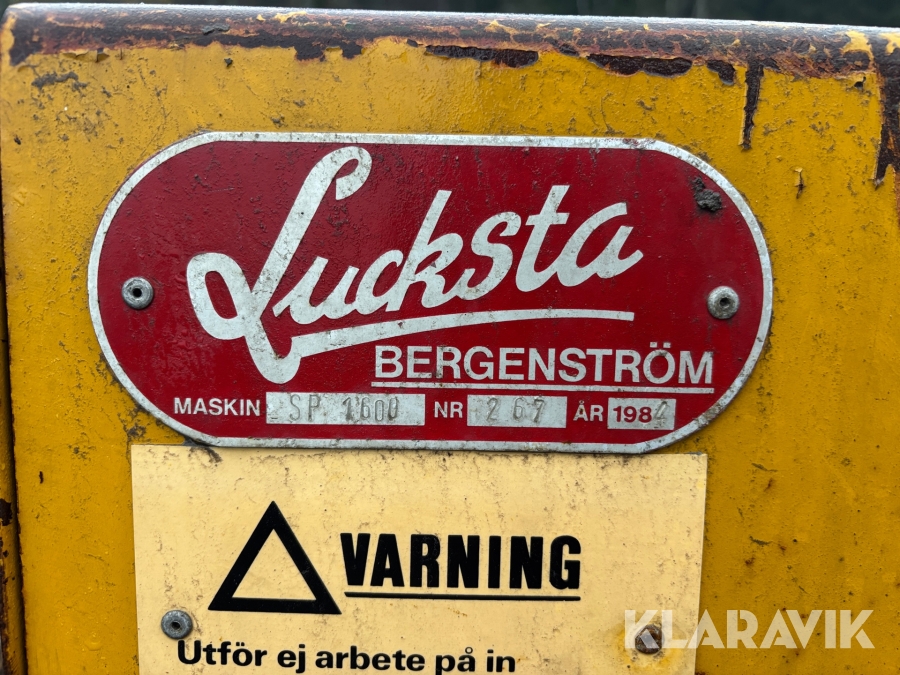 Lucksta
BERGENSTRÖM
MASKIN SP 1600 NR 267 ÅR 1984
VARNING
Utför ej arbete på in
KLARAVIK